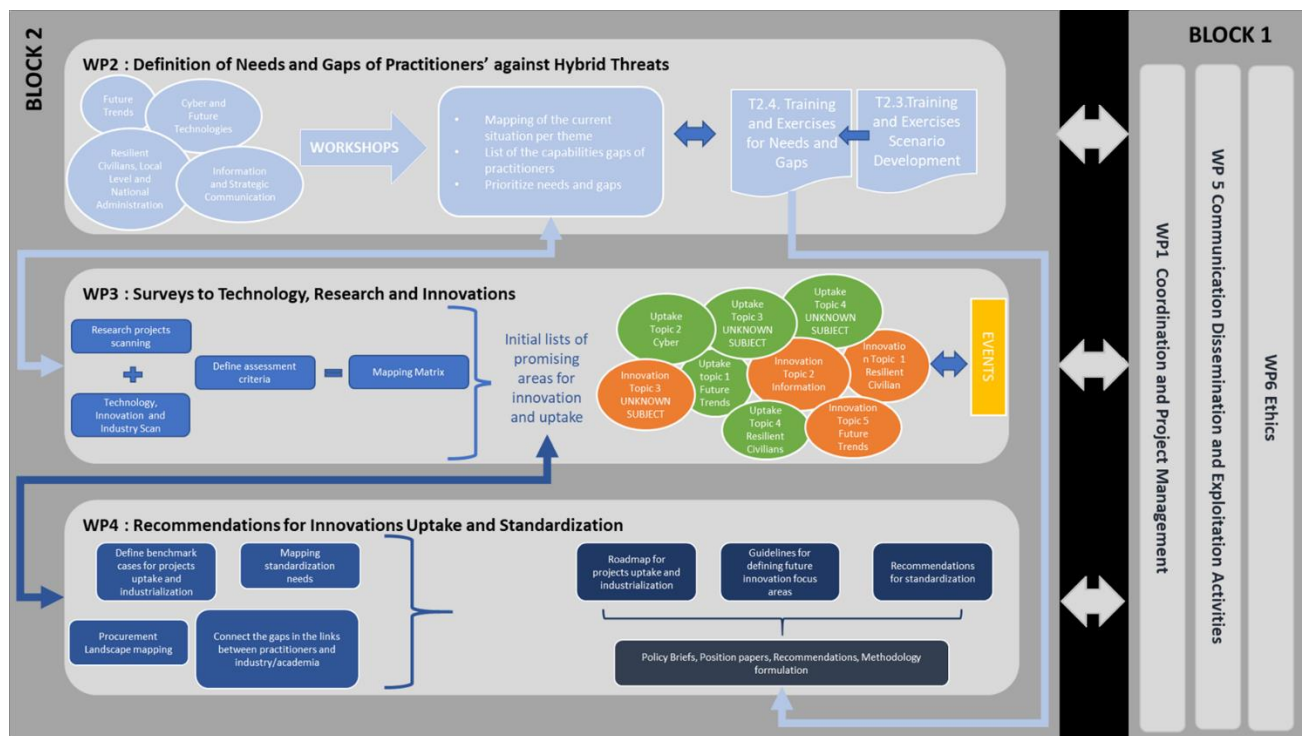 BLOCK 2
WP2 : Definition of Needs and Gaps of Practitioners' against Hybrid Threats
Future
Trends
Cyber and
Future
Technologies
Resilient
Civilians, Local
Level and
National
Administration
Information
and Strategic
Communication
WORKSHOPS
• Mapping of the current
situation per theme
• List of the capabilities gaps of
practitioners
• Prioritize needs and gaps
T2.4. Training
and Exercises
for Needs and
Gaps
T2.3.Training
and Exercises
Scenario
Development
WP3 : Surveys to Technology, Research and Innovations
Research projects
scanning
Technology,
Innovation and
Industry Scan
Define assessment
criteria
Mapping Matrix
Initial lists of
promising
areas for
innovation
and uptake
Uptake
Topic 2
Cyber
Uptake
Topic 3
UNKNOWN
SUBJECT
Uptake
Topic 4
UNKNOWN
SUBJECT
Innovation
Topic 3
UNKNOWN
SUBJECT
Uptake
topic 1
Future
Trends
Innovation
Topic 2
Information
Innovatio
n Topic 1
Resilient
Civilian
Uptake
Topic 4
Resilient
Civilians
Innovation
Topic 5
Future
Trends
EVENTS
WP4 : Recommendations for Innovations Uptake and Standardization
Define benchmark
cases for projects
uptake and
industrialization
Mapping
standardization
needs
Procurement
Landscape mapping
Connect the gaps in the links
between practitioners and
industry/academia
Roadmap for
projects uptake and
industrialization
Guidelines for
defining future
innovation focus
areas
Recommendations
for standardization
Policy Briefs, Position papers, Recommendations, Methodology
formulation
BLOCK 1
WP1 Coordination and Project Management
WP 5 Communication Dissemination and Exploitation Activities
WP6 Ethics